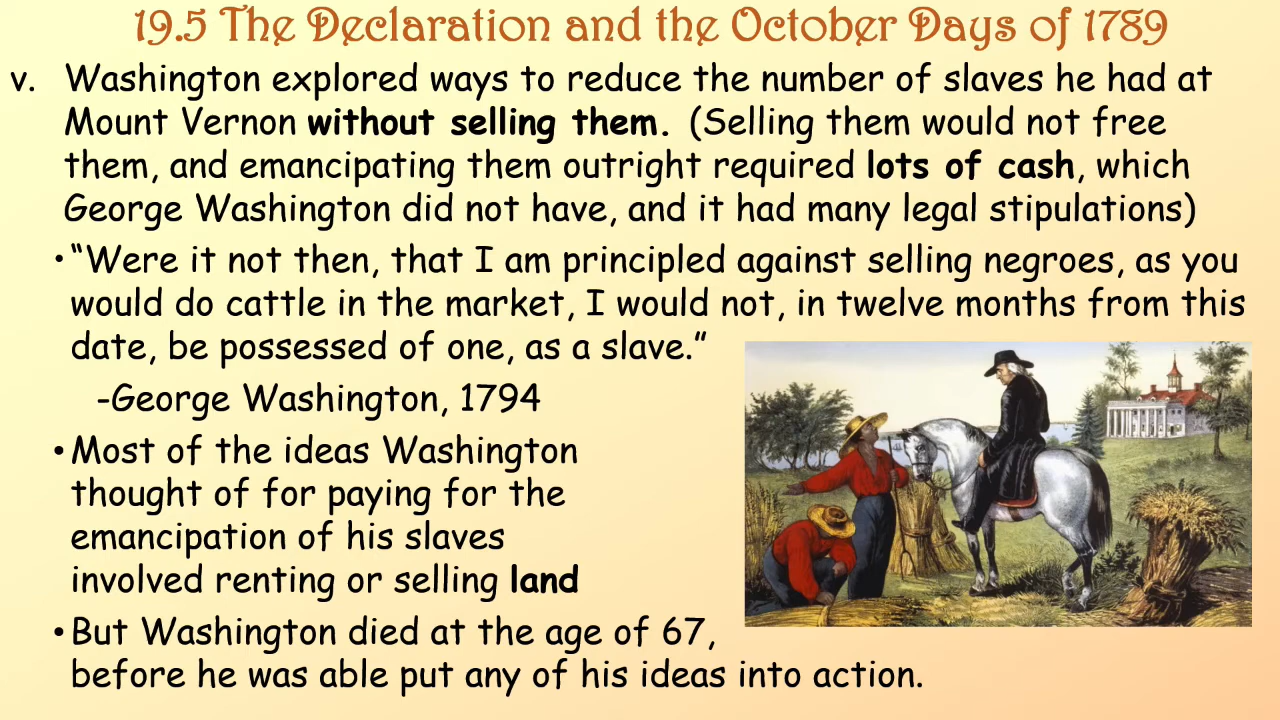 19.5 The Declaration and the October Days of 1789
v. Washington explored ways to reduce the number of slaves he had at
Mount Vernon without selling them. (Selling them would not free
them, and emancipating them outright required lots of cash, which
George Washington did not have, and it had many legal stipulations)
•“Were it not then, that I am principled against selling negroes, as you
would do cattle in the market, I would not, in twelve months from this
date, be possessed of one, as a slave.”
-George Washington, 1794
•Most of the ideas Washington
thought of for paying for the
emancipation of his slaves
involved renting or selling land
•But Washington died at the age of 67,
before he was able put any of his ideas into action.